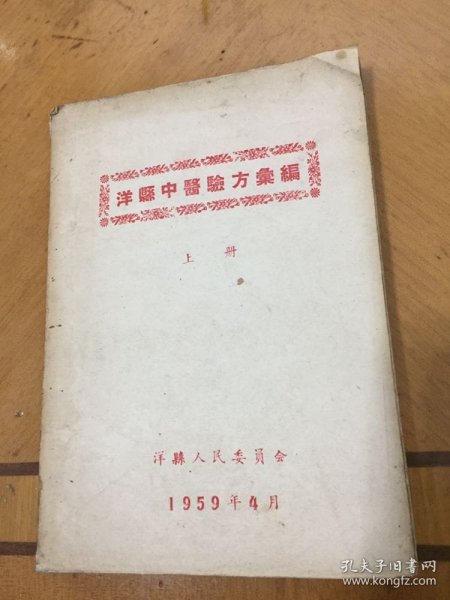 洋縣中醫驗方彙編
上册
洋縣人民委員会
1959年4月
孔夫子旧书网
www.kongfz.com